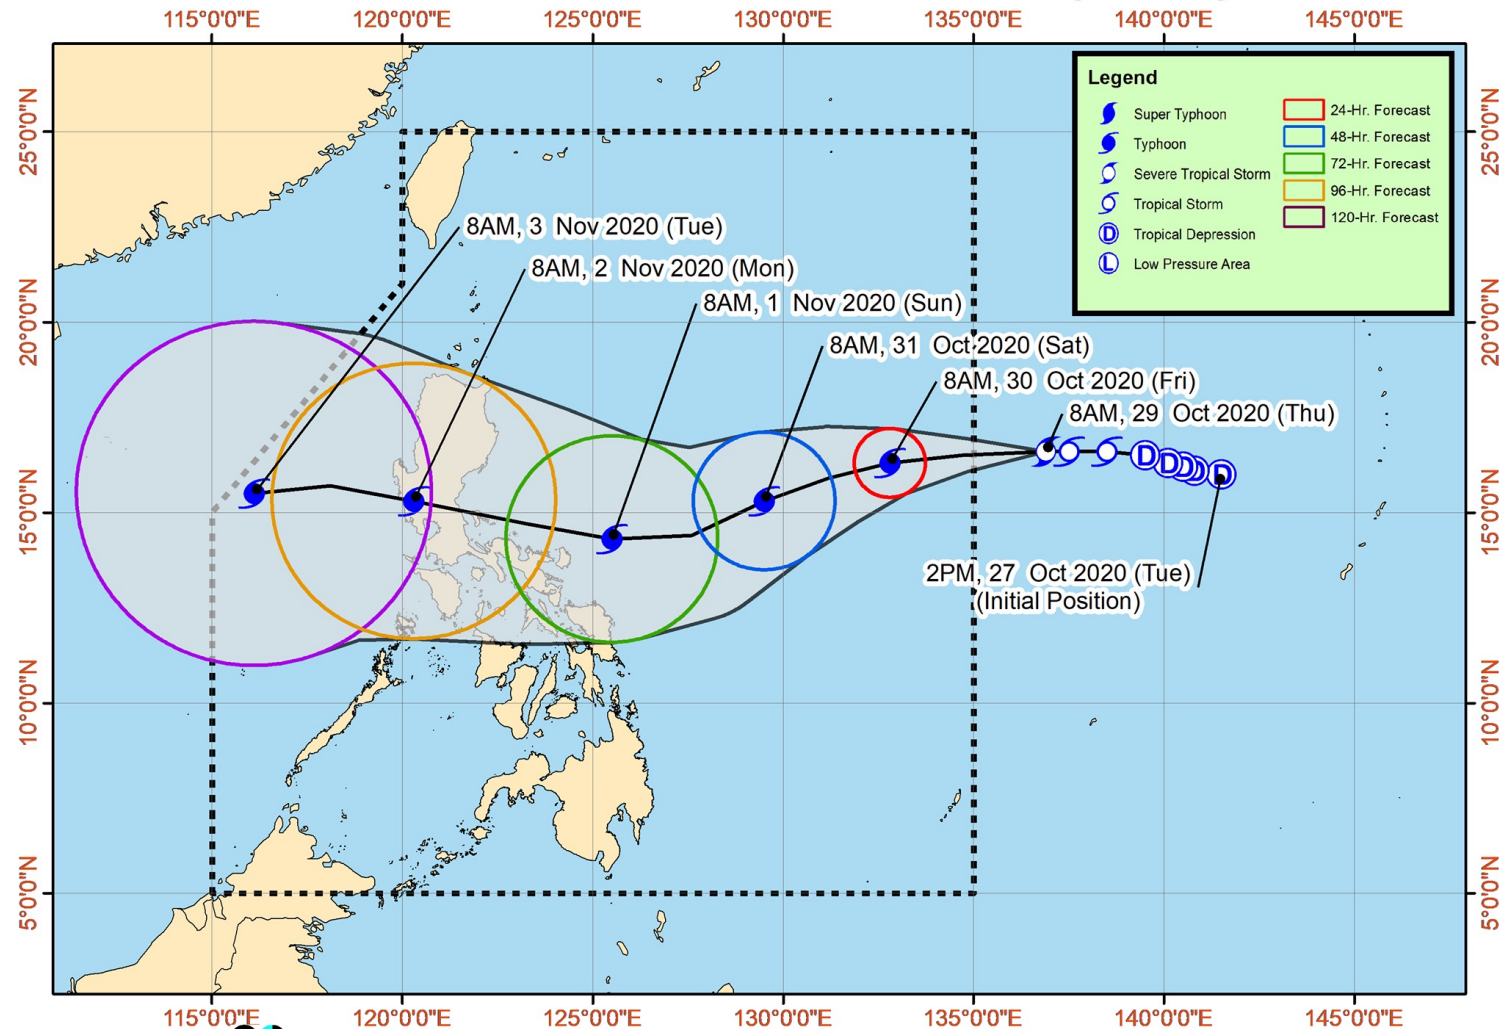 115°0'0"E 120°0'0"E 125°0'0"E 130°0'0"E 135°0'0"E 140°0'0"E 145°0'0"E
Legend
Super Typhoon
Typhoon
Severe Tropical Storm
Tropical Storm
D Tropical Depression
L Low Pressure Area
24-Hr. Forecast
48-Hr. Forecast
72-Hr. Forecast
96-Hr. Forecast
120-Hr. Forecast
25°0'0"N 25°0'0"N
20°0'0"N 20°0'0"N
15°0'0"N 15°0'0"N
10°0'0"N 10°0'0"N
5°0'0"N 5°0'0"N
8AM, 3 Nov 2020 (Tue)
8AM, 2 Nov 2020 (Mon)
8AM, 1 Nov 2020 (Sun)
8AM, 31 Oct 2020 (Sat)
8AM, 30 Oct 2020 (Fri)
8AM, 29 Oct 2020 (Thu)
D D D
2PM, 27 Oct 2020 (Tue)
(Initial Position)
115°0'0"E 120°0'0"E 125°0'0"E 130°0'0"E 135°0'0"E 140°0'0"E 145°0'0"E